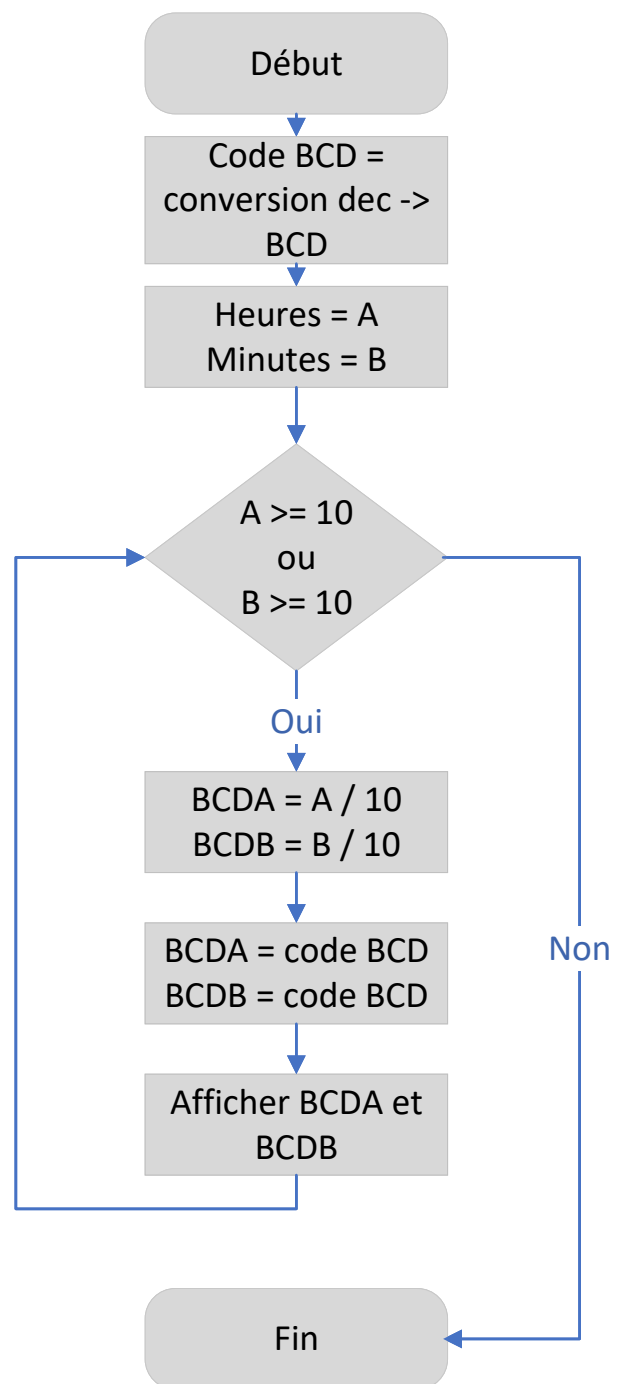 Début
Code BCD =
conversion dec ->
BCD
Heures = A
Minutes = B
A >= 10
ou
B >= 10
Oui
BCDA = A / 10
BCDB = B / 10
BCDA = code BCD
BCDB = code BCD
Non
Afficher BCDA et
BCDB
Fin